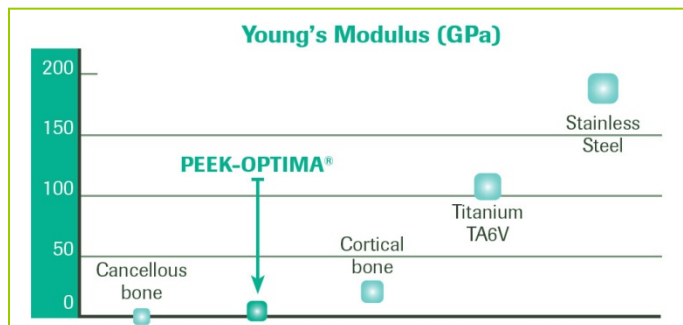 Young's Modulus (GPa)
200
150
100
50
0
Cancellous
bone
PEEK-OPTIMA®
Cortical
bone
Titanium
TA6V
Stainless
Steel